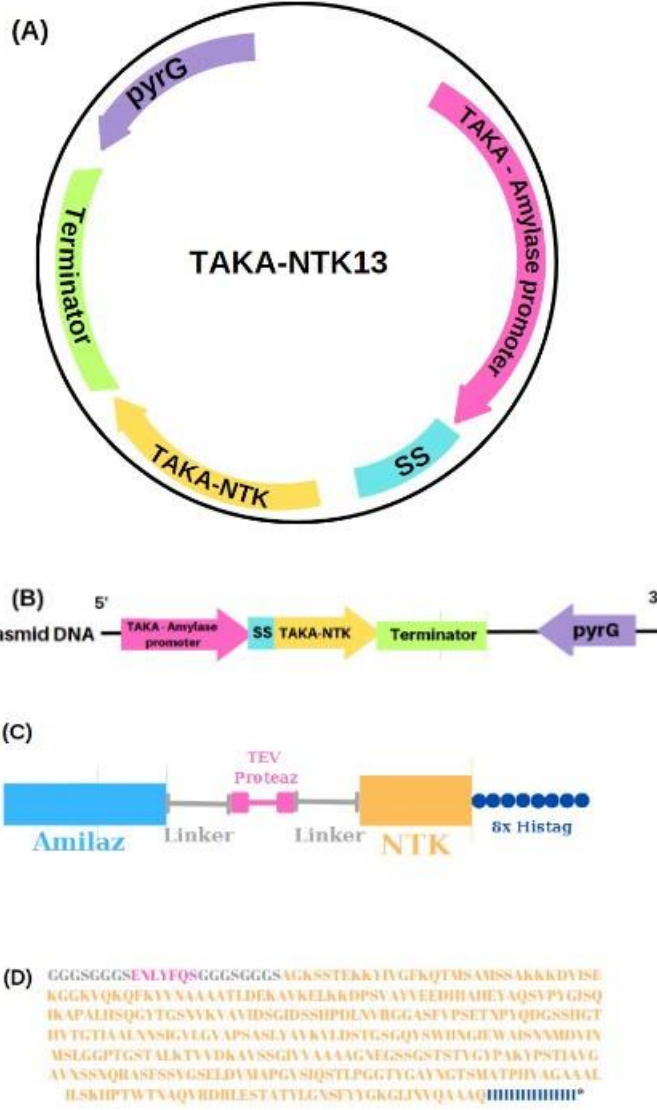 (A)
pyrG
TAKA - Amylase promoter
Terminator
TAKA-NTK13
SS
TAKA-NTK
(B)
5'
3
asmid DNA
TAKA - Amylase
promoter
SS
TAKA-NTK
Terminator
pyrG
(C)
TEV
Proteaz
Amilaz
Linker
Linker
NTK
8x Histag
(D)
GGGSGGGSENLYFQSGGGSGGGSAGKSSTEKKYIVGFKQTMSAMSSAKKKDVISE
KGGKVQKQFKYVNAAAATLDEKAVKELKKDPSVAYVEEDHIAHEYAQSVPYGISQ
IKAPALHSQGYTGSNVKVAVIDSGIDSSHPDLNVRGGASFVPSETNPYQDGSSHGT
HVTGTIAALNNSIGVLGVAPSASLYAVKVLDSTGSGQYSWIINGIEWAISNNMDVIN
MSLGGPTGSTALKTVVDKAVSSGIVVAAAAGNEGSSGSTSTVGYPAKYPSTIAVG
AVNSSNQRASFSSVGSELDVMAPGVSIQSTLPGGTYGAYNGTSMATPHVAGAAAL